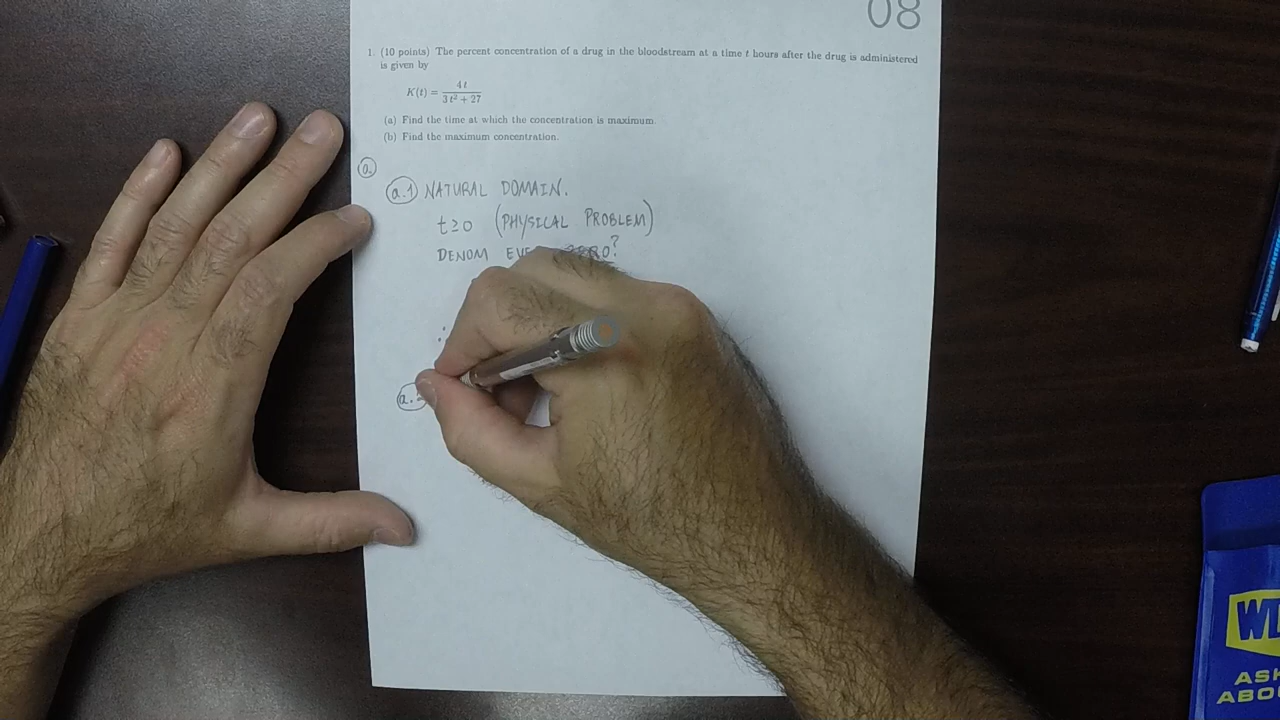 08
1. (10 points) The percent concentration of a drug in the bloodstream at a time t hours after the drug is administered
is given by
K(t) = 4t / (3t² + 27)
(a) Find the time at which the concentration is maximum.
(b) Find the maximum concentration.
a.
a.1 NATURAL DOMAIN.
t≥0 (PHYSICAL PROBLEM)
DENOM ZERO?